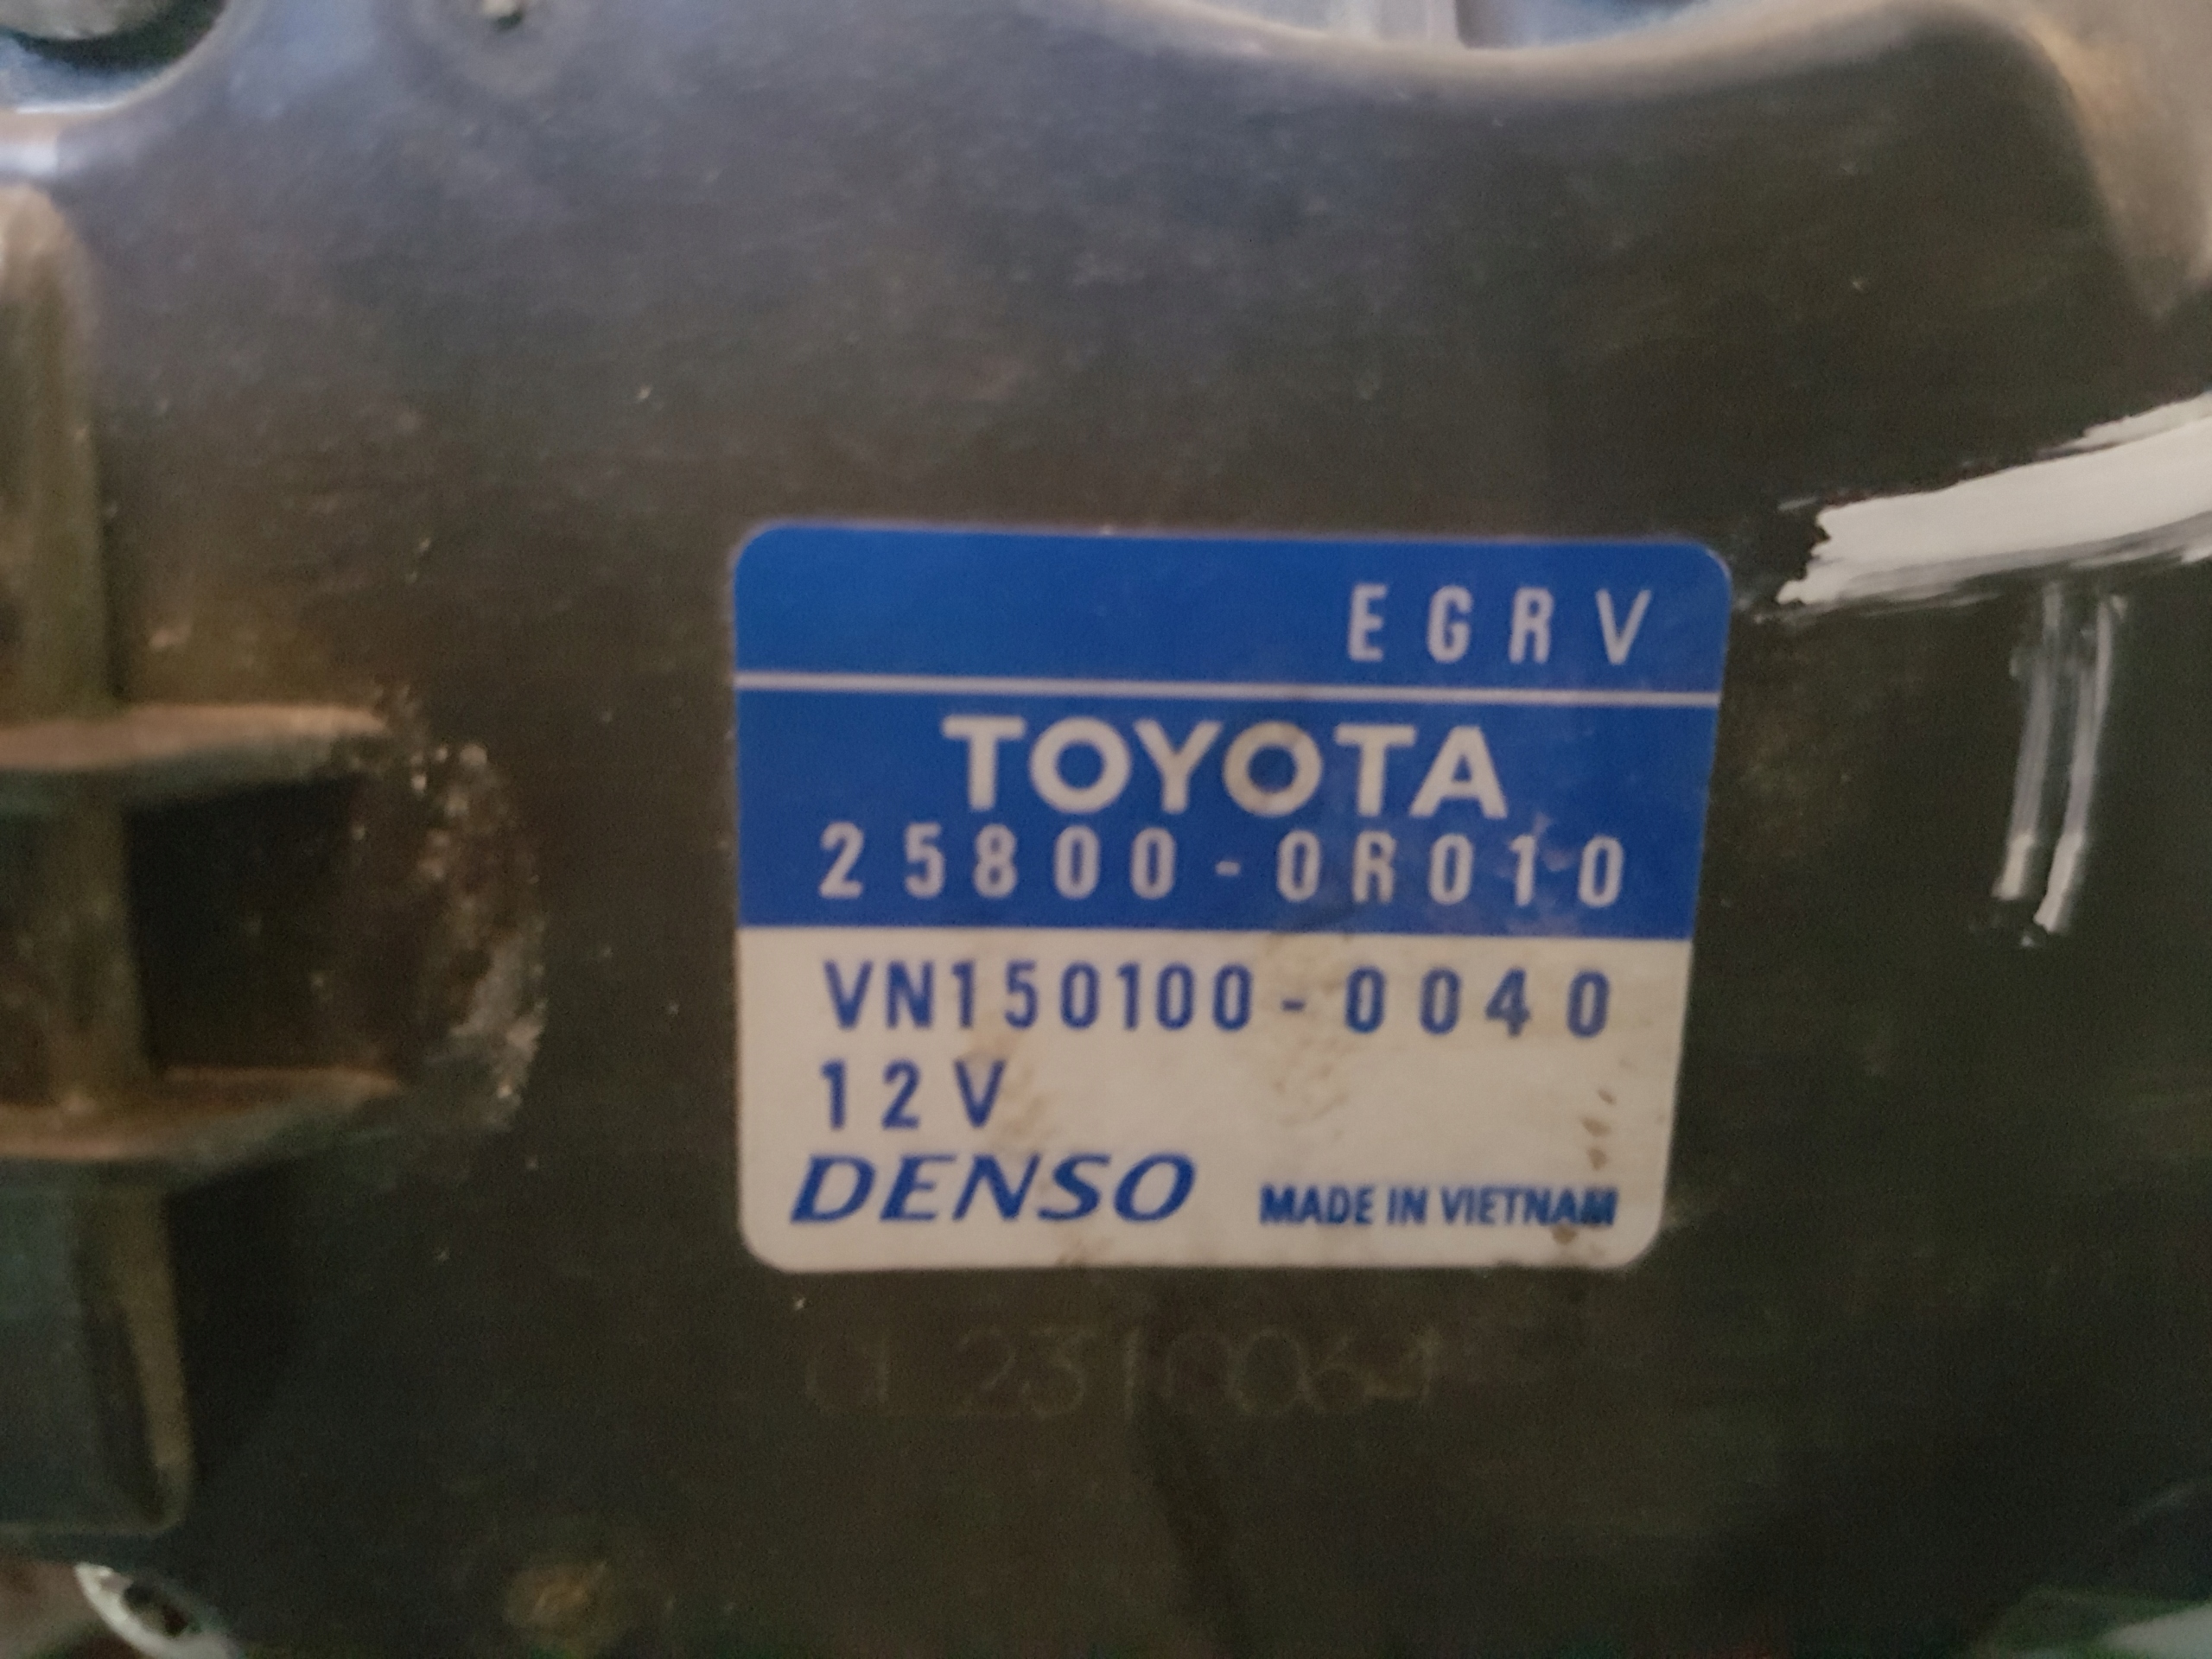 EGRV
TOYOTA
25800-0R010
VN150100-0040
12V
DENSO MADE IN VIETNAM